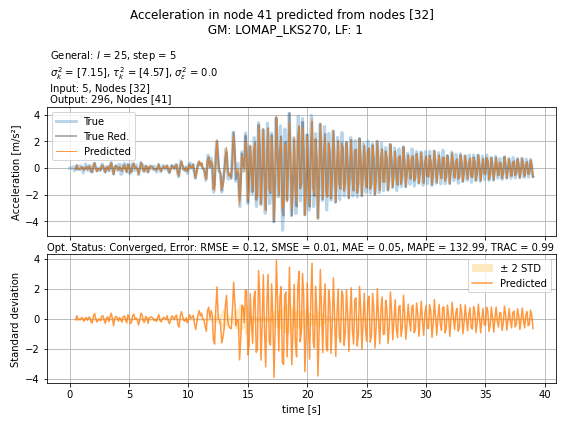 Acceleration in node 41 predicted from nodes [32]
GM: LOMAP_LKS270, LF: 1
General: l = 25, step = 5
σ²ₖ = [7.15], τ²ₖ = [4.57], σ²ε = 0.0
Input: 5, Nodes [32]
Output: 296, Nodes [41]
Acceleration [m/s²]
4
2
0
−2
−4
True
True Red.
Predicted
Opt. Status: Converged, Error: RMSE = 0.12, SMSE = 0.01, MAE = 0.05, MAPE = 132.99, TRAC = 0.99
Standard deviation
4
2
0
−2
−4
± 2 STD
Predicted
0 5 10 15 20 25 30 35 40
time [s]